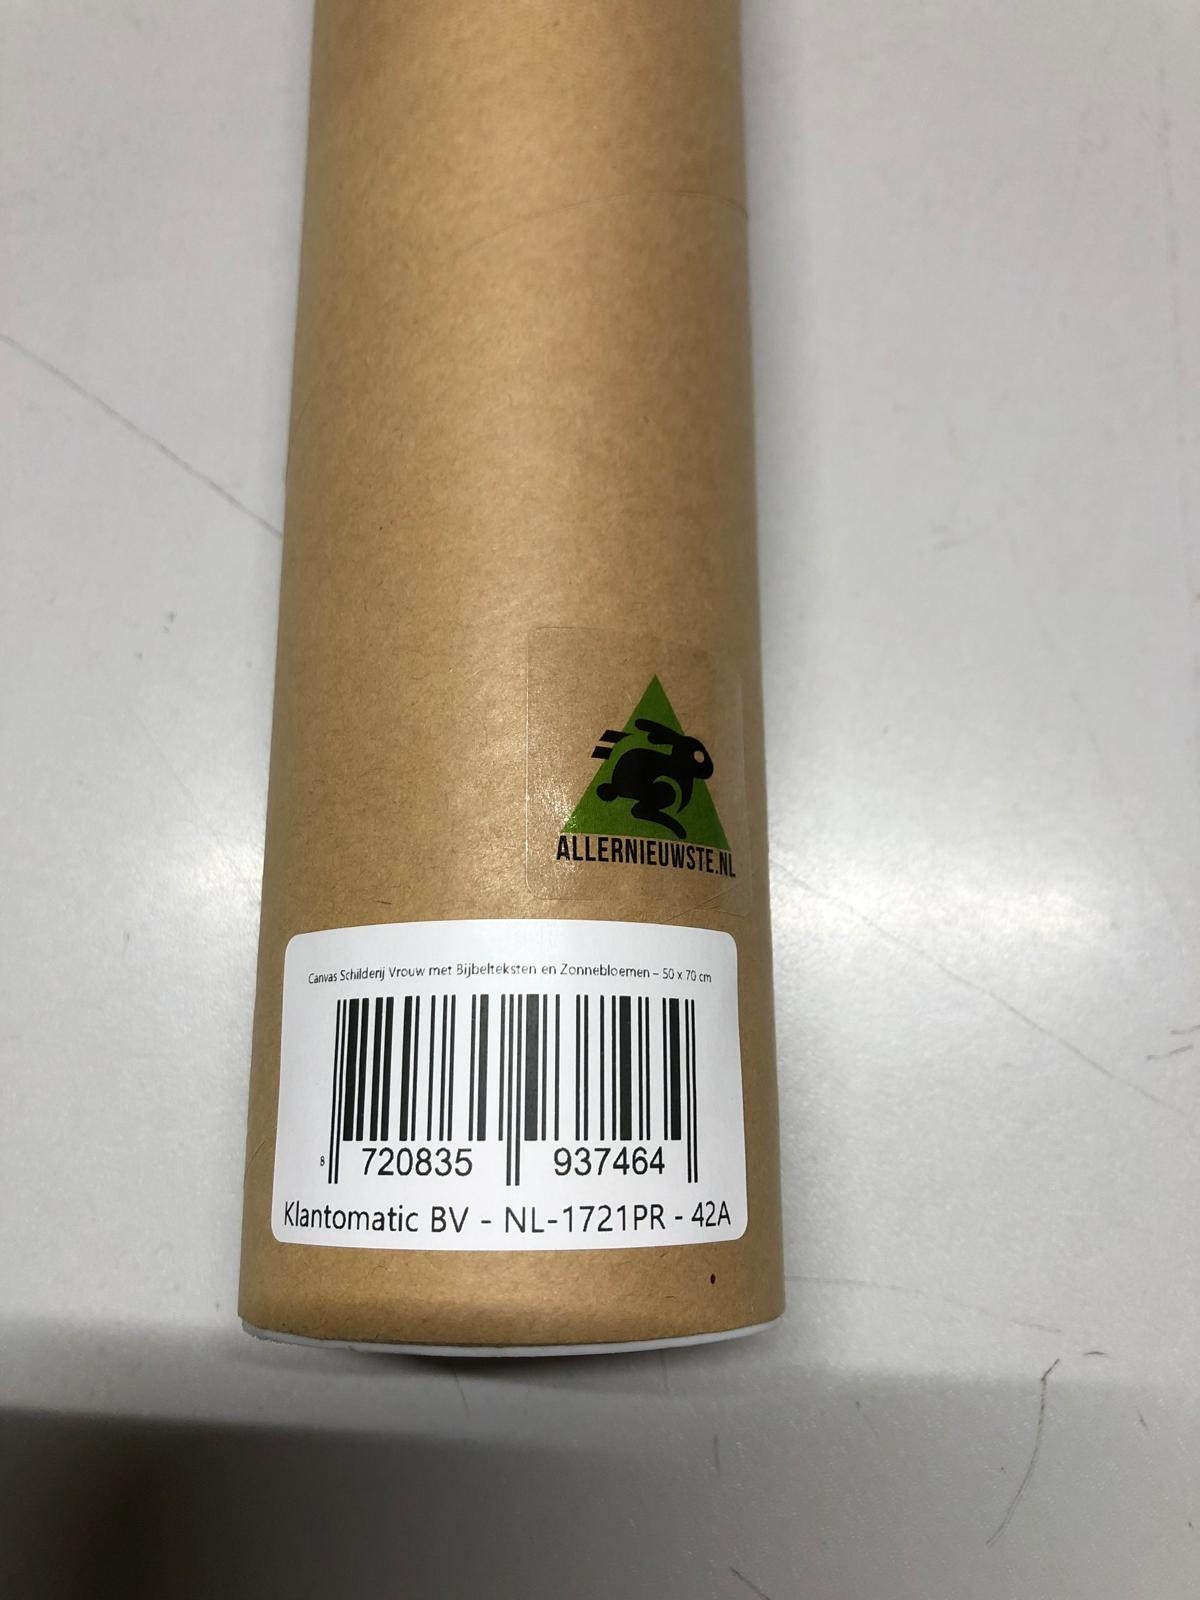 ALLERNIEUWSTE.NL
Canvas Schilderij Vrouw met Bijbelteksten en Zonnebloemen – 50 x 70 cm
8 720835 937464
Klantomatic BV - NL-1721PR - 42A